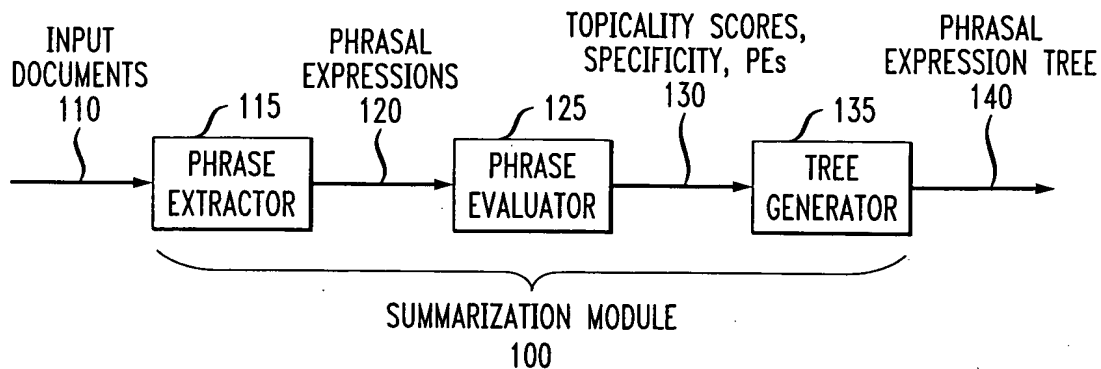 INPUT
DOCUMENTS
110
115
PHRASE
EXTRACTOR
PHRASAL
EXPRESSIONS
120
125
PHRASE
EVALUATOR
TOPICALITY SCORES,
SPECIFICITY, PEs
130
135
TREE
GENERATOR
PHRASAL
EXPRESSION TREE
140
SUMMARIZATION MODULE
100